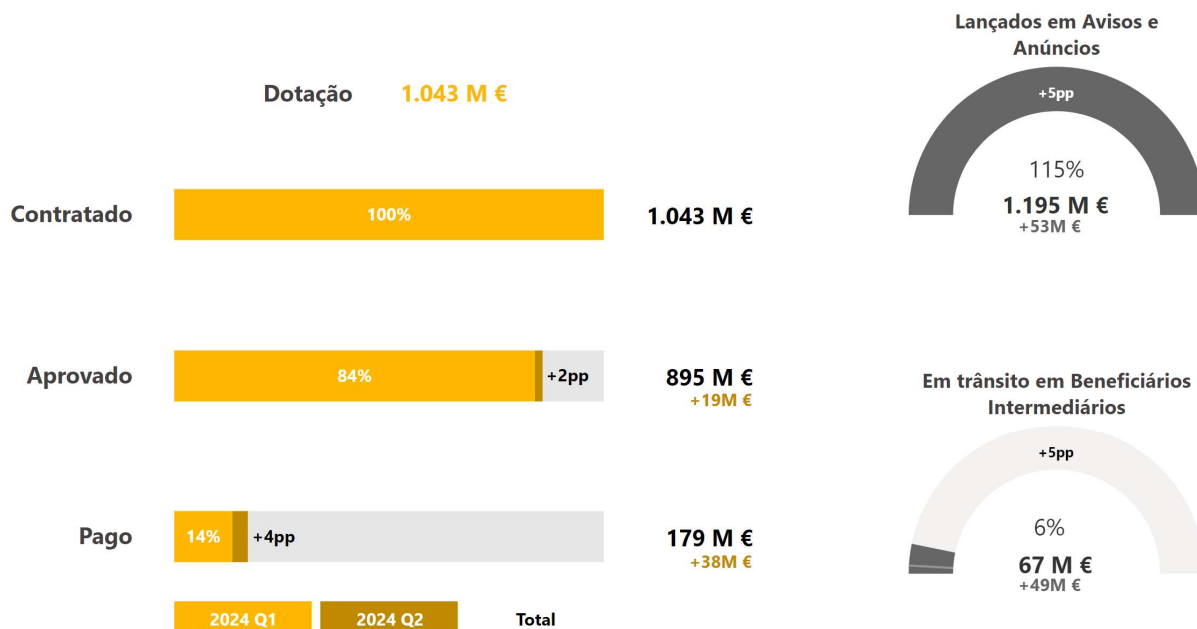 Dotação 1.043 M €
Contratado 100% 1.043 M €
Aprovado 84% +2pp 895 M €
+19M €
Pago 14% +4pp 179 M €
+38M €
2024 Q1 2024 Q2 Total
Lançados em Avisos e
Anúncios
+5pp
115%
1.195 M €
+53M €
Em trânsito em Beneficiários
Intermediários
+5pp
6%
67 M €
+49M €